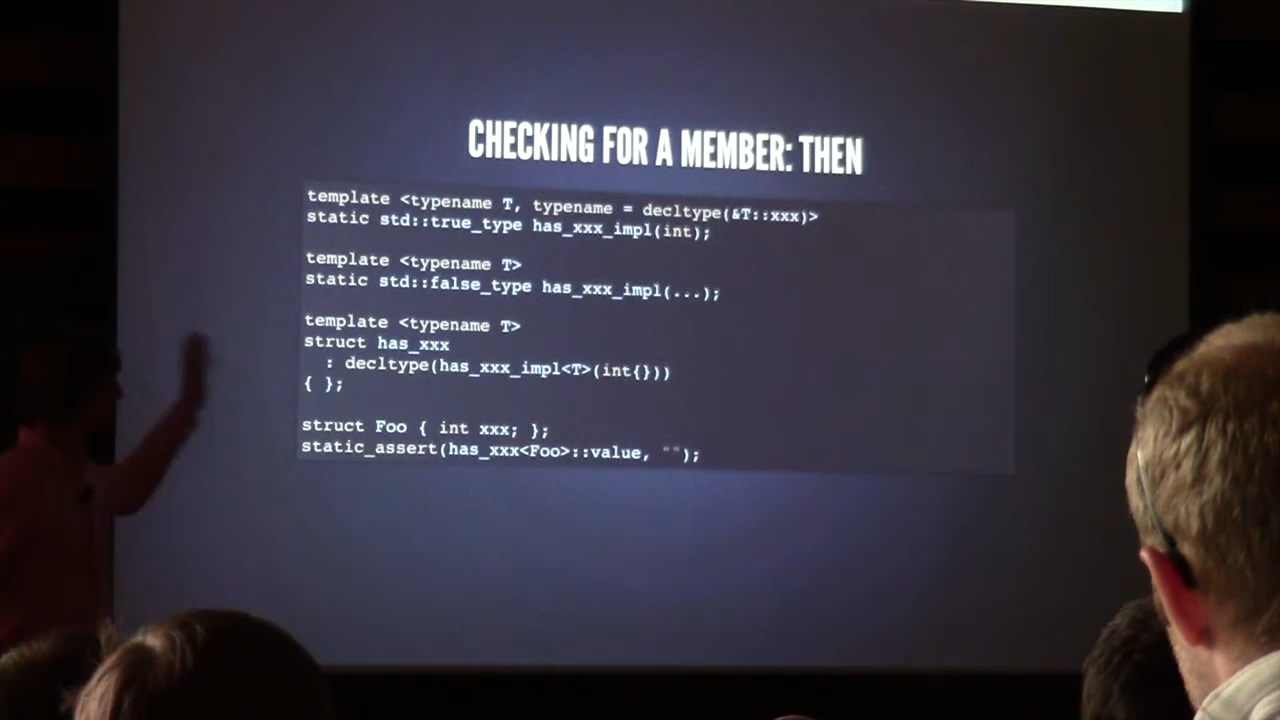 CHECKING FOR A MEMBER: THEN
template <typename T, typename = decltype(&T::xxx)>
static std::true_type has_xxx_impl(int);
template <typename T>
static std::false_type has_xxx_impl(...);
template <typename T>
struct has_xxx
: decltype(has_xxx_impl<T>(int{}))
{ };
struct Foo { int xxx; };
static_assert(has_xxx<Foo>::value, "");